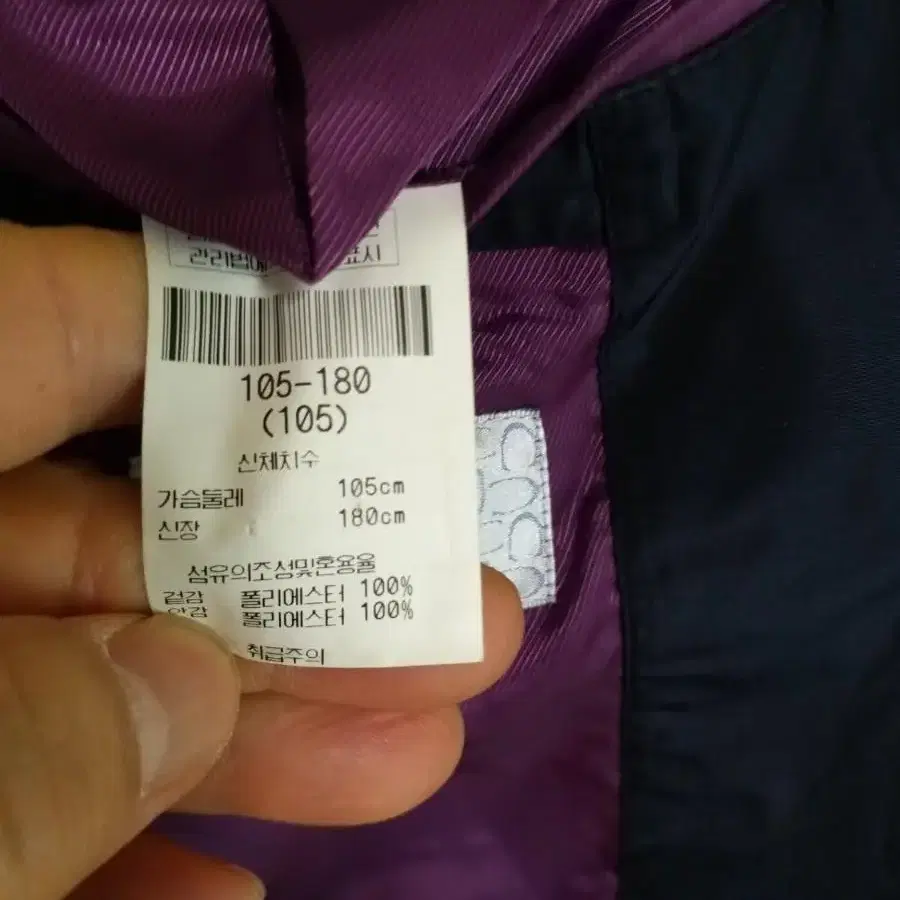 관리법에 표시
105-180
(105)
신체치수
가슴둘레 105cm
신장 180cm
섬유의조성및혼용율
겉감 폴리에스터 100%
안감 폴리에스터 100%
취급주의